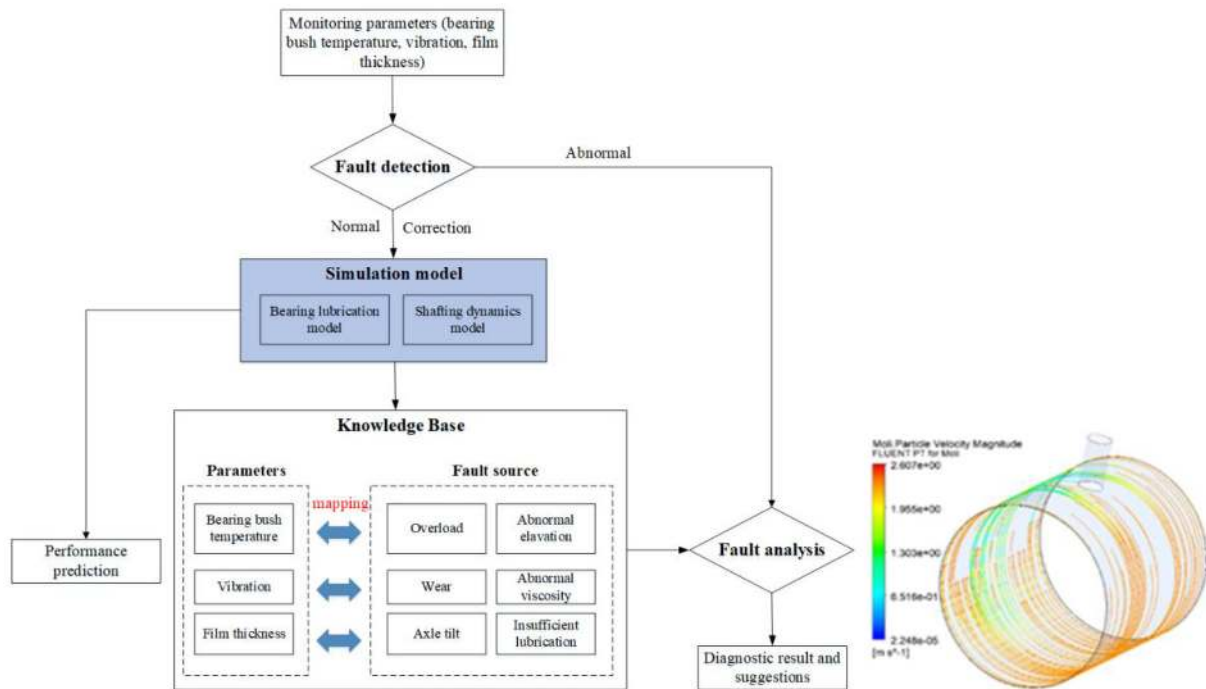 Monitoring parameters (bearing
bush temperature, vibration, film
thickness)
Fault detection
Abnormal
Normal
Correction
Simulation model
Bearing lubrication
model
Shafting dynamics
model
Knowledge Base
Parameters
Fault source
mapping
Bearing bush
temperature
Overload
Abnormal
elavation
Vibration
Wear
Abnormal
viscosity
Film thickness
Axle tilt
Insufficient
lubrication
Performance
prediction
Fault analysis
Diagnostic result and
suggestions
Moli Particle Velocity Magnitude
FLUENT PT for Moli
2.607e+00
1.955e+00
1.303e+00
6.516e-01
2.248e-05
[m s^-1]